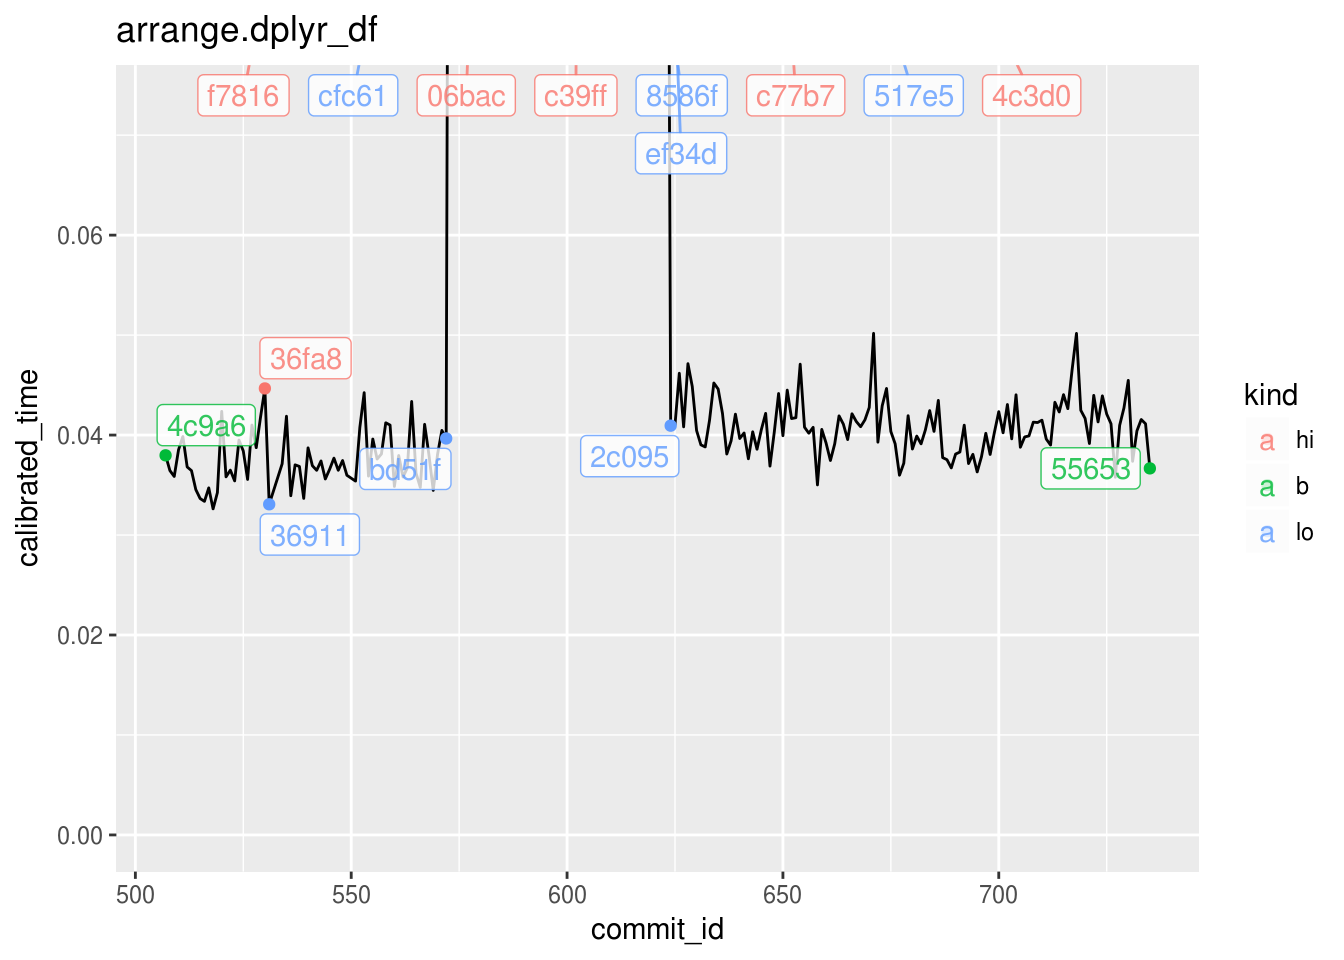 arrange.dplyr_df
f7816 cfc61 06bac c39ff 8586f c77b7 517e5 4c3d0
ef34d
0.06
36fa8
4c9a6
0.04
bd51f
2c095
55653
36911
0.02
0.00
500 550 600 650 700
commit_id
calibrated_time
kind
a hi
a b
a lo